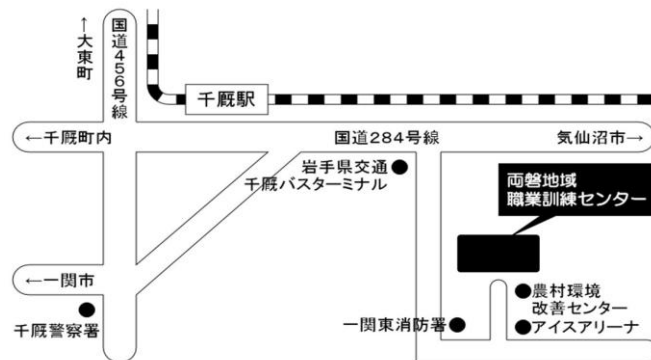 国道456号線
←大東町
千厩駅
←千厩町内
国道284号線
気仙沼市→
岩手県交通
千厩バスターミナル
両磐地域
職業訓練センター
←一関市
千厩警察署
農村環境
改善センター
一関東消防署
アイスアリーナ